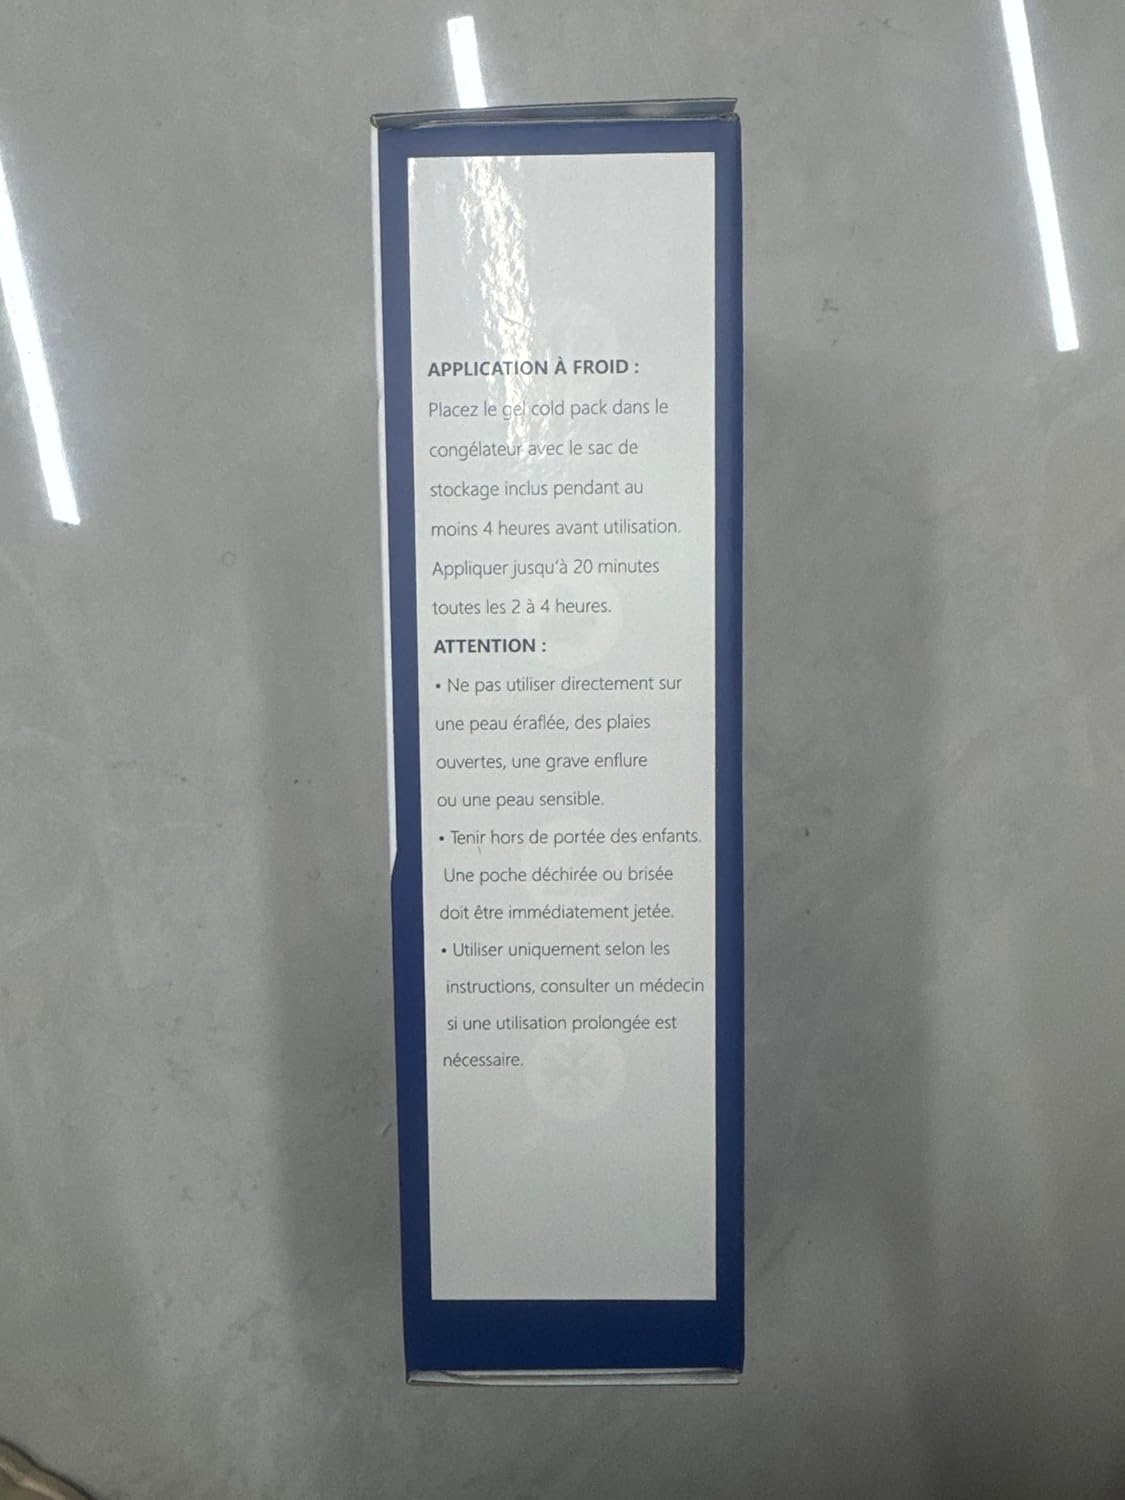 APPLICATION À FROID :
Placez le gel cold pack dans le
congélateur avec le sac de
stockage inclus pendant au
moins 4 heures avant utilisation.
Appliquer jusqu'à 20 minutes
toutes les 2 à 4 heures.
ATTENTION :
• Ne pas utiliser directement sur
une peau éraflée, des plaies
ouvertes, une grave enflure
ou une peau sensible.
• Tenir hors de portée des enfants.
Une poche déchirée ou brisée
doit être immédiatement jetée.
• Utiliser uniquement selon les
instructions, consulter un médecin
si une utilisation prolongée est
nécessaire.